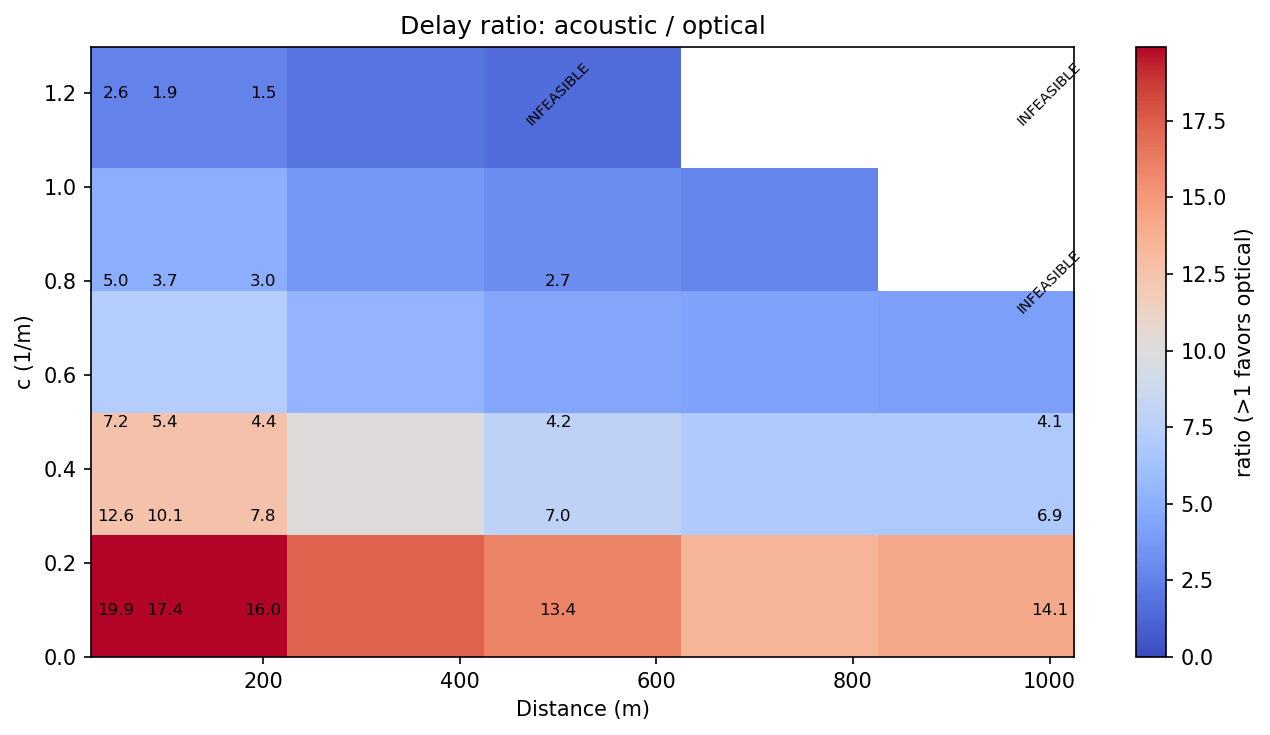 Delay ratio: acoustic / optical
1.2
2.6 1.9 1.5 INFEASIBLE INFEASIBLE
1.0
0.8
5.0 3.7 3.0 2.7 INFEASIBLE
0.6
7.2 5.4 4.4 4.2 4.1
0.4
12.6 10.1 7.8 7.0 6.9
0.2
19.9 17.4 16.0 13.4 14.1
0.0
c (1/m)
200 400 600 800 1000
Distance (m)
17.5
15.0
12.5
10.0
7.5
5.0
2.5
0.0
ratio (>1 favors optical)